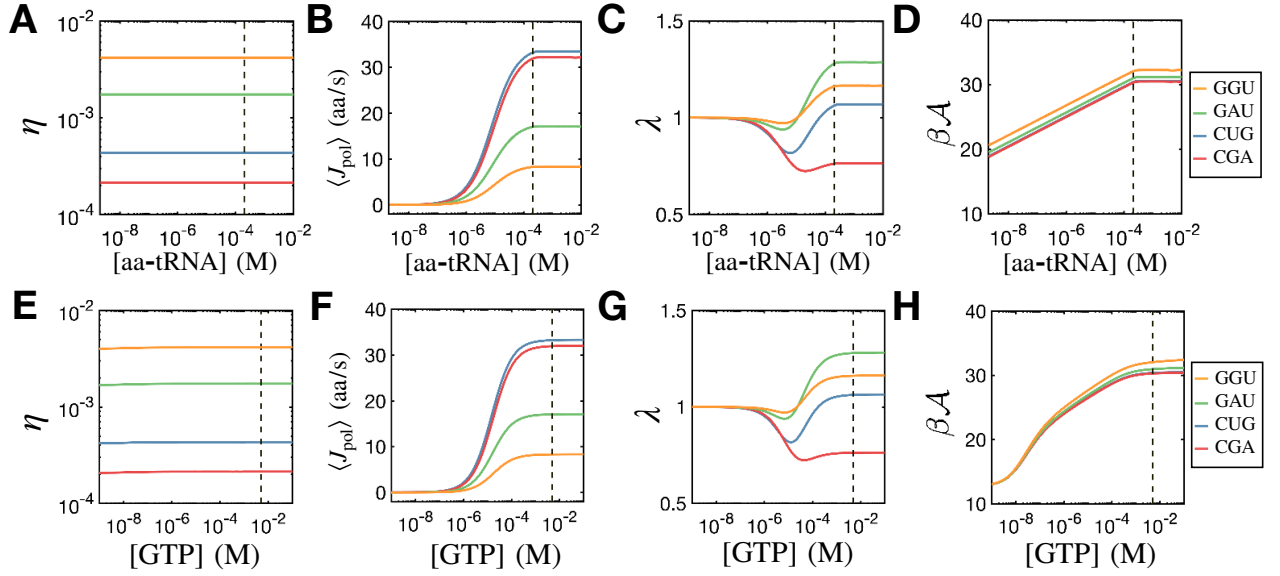 A B C D
10⁻² 40 1.5 40
10⁻³ 30 30
η ⟨J_pol⟩ (aa/s) 20 λ 1 β𝒜 20
10
10⁻⁴ 0 0.5 10
10⁻⁸ 10⁻⁶ 10⁻⁴ 10⁻² 10⁻⁸ 10⁻⁶ 10⁻⁴ 10⁻² 10⁻⁸ 10⁻⁶ 10⁻⁴ 10⁻² 10⁻⁸ 10⁻⁶ 10⁻⁴ 10⁻²
[aa-tRNA] (M) [aa-tRNA] (M) [aa-tRNA] (M) [aa-tRNA] (M)
GGU
GAU
CUG
CGA
E F G H
10⁻² 40 1.5 40
10⁻³ 30 30
η ⟨J_pol⟩ (aa/s) 20 λ 1 β𝒜 20
10
10⁻⁴ 0 0.5 10
10⁻⁸ 10⁻⁶ 10⁻⁴ 10⁻² 10⁻⁸ 10⁻⁶ 10⁻⁴ 10⁻² 10⁻⁸ 10⁻⁶ 10⁻⁴ 10⁻² 10⁻⁸ 10⁻⁶ 10⁻⁴ 10⁻²
[GTP] (M) [GTP] (M) [GTP] (M) [GTP] (M)
GGU
GAU
CUG
CGA